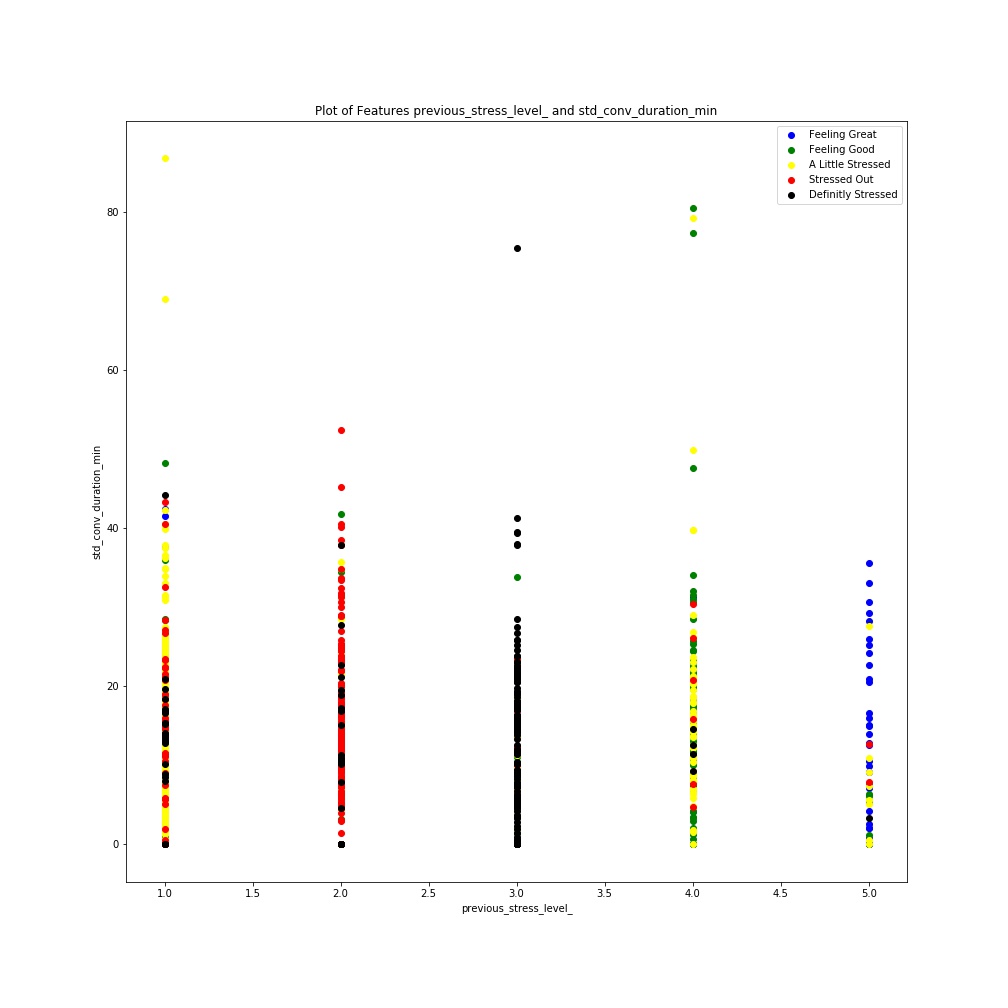 Plot of Features previous_stress_level_ and std_conv_duration_min
Feeling Great
Feeling Good
A Little Stressed
Stressed Out
Definitly Stressed
80
60
40
20
0
std_conv_duration_min
1.0 1.5 2.0 2.5 3.0 3.5 4.0 4.5 5.0
previous_stress_level_